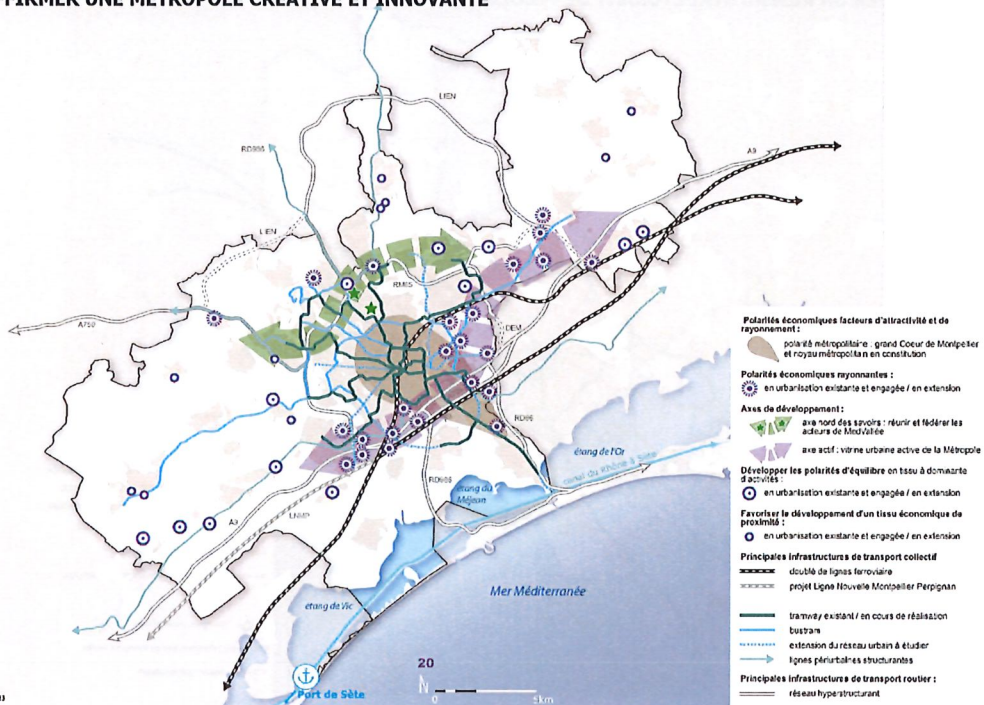 FIRMER UNE MÉTROPOLE CRÉATIVE ET INNOVANTE
LIEN
RD986
A9
LIEN
RMIS
A750
DEM
RD66
étang de l'Or
canal du Rhône à Sète
RD986
étang du
Méjean
A9
LNMP
étang de Vic
Mer Méditerranée
20
N
0
5km
Port de Sète
Polarités économiques facteurs d'attractivité et de
rayonnement :
polarité métropolitaine : grand Coeur de Montpellier
et noyau métropolitain en constitution
Polarités économiques rayonnantes :
en urbanisation existante et engagée / en extension
Axes de développement :
axe nord des savoirs : réunir et fédérer les
acteurs de MedVallée
axe actif : vitrine urbaine active de la Métropole
Développer les polarités d'équilibre en tissu à dominante
d'activités :
en urbanisation existante et engagée / en extension
Favoriser le développement d'un tissu économique de
proximité :
en urbanisation existante et engagée / en extension
Principales infrastructures de transport collectif
doublé de lignes ferroviaire
projet Ligne Nouvelle Montpellier Perpignan
tramway existant / en cours de réalisation
bustram
extension du réseau urbain à étudier
lignes périurbaines structurantes
Principales infrastructures de transport routier :
réseau hyperstructurant